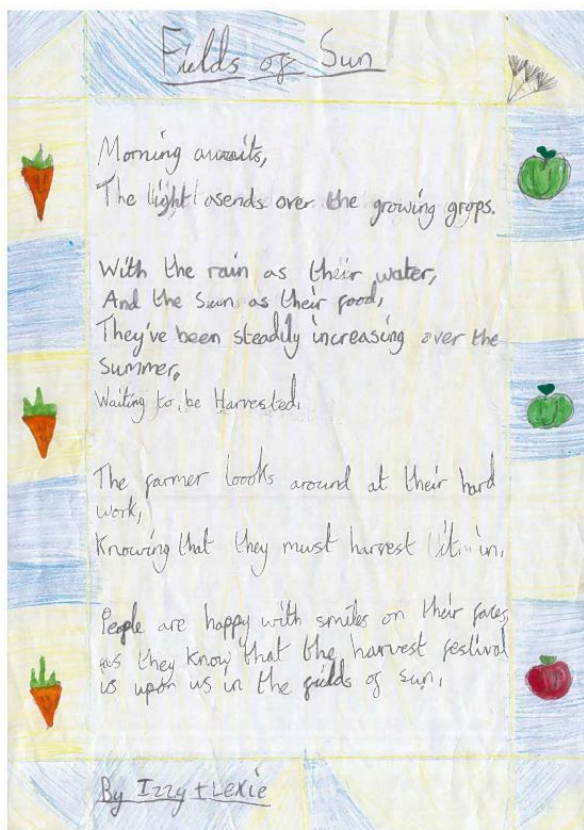 Fields of Sun
Morning awaits,
The light asends over the growing grops.
With the rain as their water,
And the sun as their food,
They've been steadily increasing over the
Summer,
Waiting to be Harvested.
The farmer loooks around at their hard
work,
Knowing that they must harvest it in.
People are happy with smiles on their faces,
as they know that the harvest festival
is upon us in the fields of sun.
By Izzy + Lexie